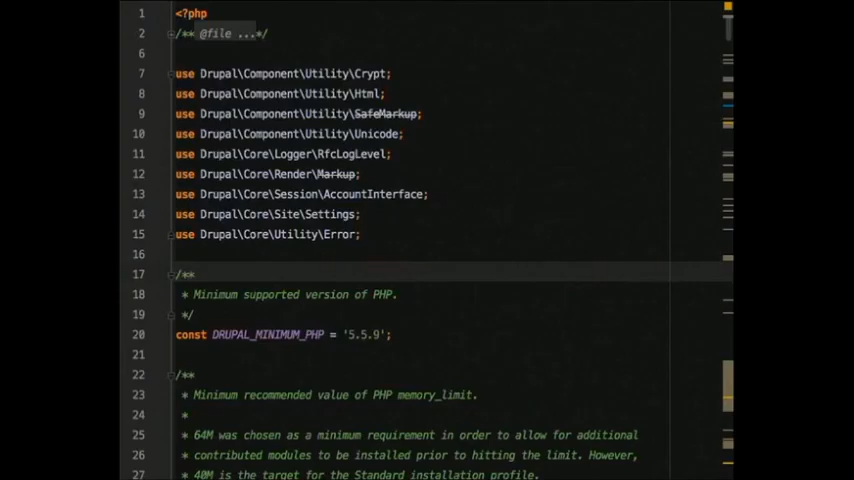 1 <?php
2 /** @file ...*/
6
7 use Drupal\Component\Utility\Crypt;
8 use Drupal\Component\Utility\Html;
9 use Drupal\Component\Utility\SafeMarkup;
10 use Drupal\Component\Utility\Unicode;
11 use Drupal\Core\Logger\RfcLogLevel;
12 use Drupal\Core\Render\Markup;
13 use Drupal\Core\Session\AccountInterface;
14 use Drupal\Core\Site\Settings;
15 use Drupal\Core\Utility\Error;
16
17 /**
18 * Minimum supported version of PHP.
19 */
20 const DRUPAL_MINIMUM_PHP = '5.5.9';
21
22 /**
23 * Minimum recommended value of PHP memory_limit.
24 *
25 * 64M was chosen as a minimum requirement in order to allow for additional
26 * contributed modules to be installed prior to hitting the limit. However,
27 * 40M is the target for the Standard installation profile.